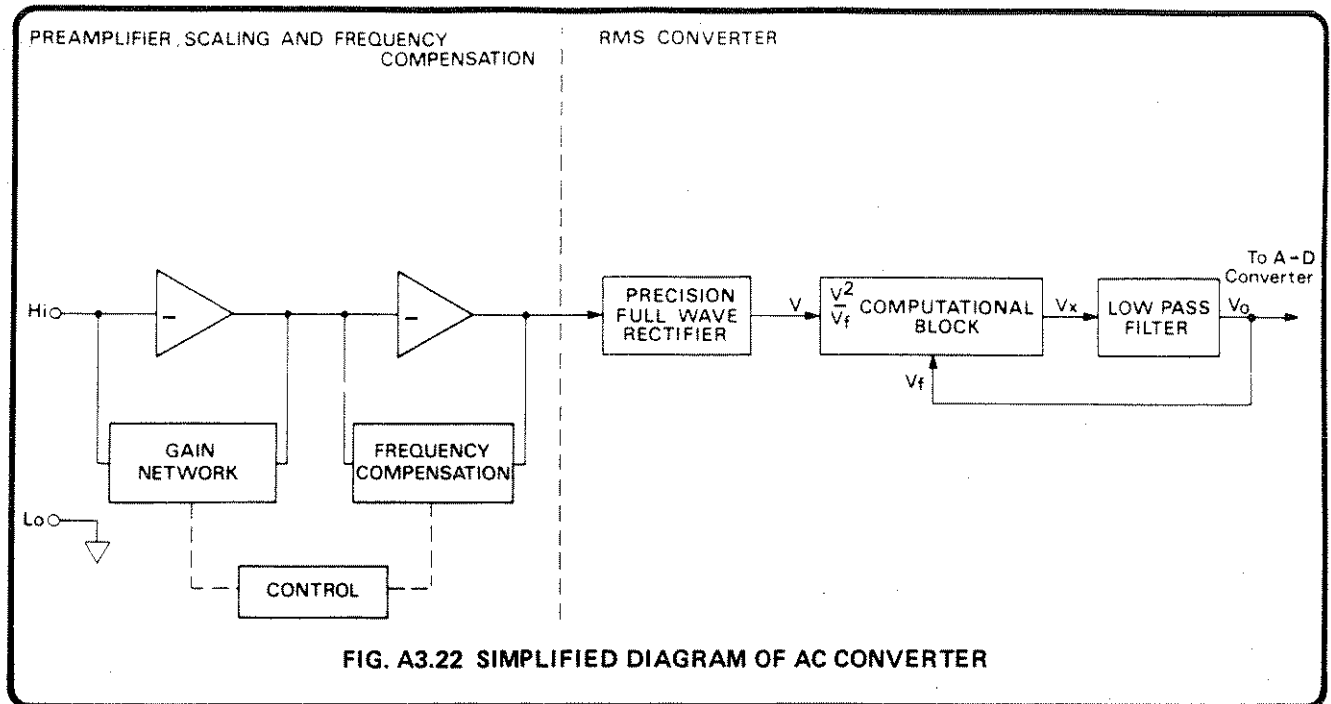 PREAMPLIFIER, SCALING AND FREQUENCY
COMPENSATION
RMS CONVERTER
To A-D
Converter
Hi
PRECISION
FULL WAVE
RECTIFIER
V
V²
Vf
COMPUTATIONAL
BLOCK
Vx
LOW PASS
FILTER
Vo
Vf
GAIN
NETWORK
FREQUENCY
COMPENSATION
Lo
CONTROL
FIG. A3.22 SIMPLIFIED DIAGRAM OF AC CONVERTER